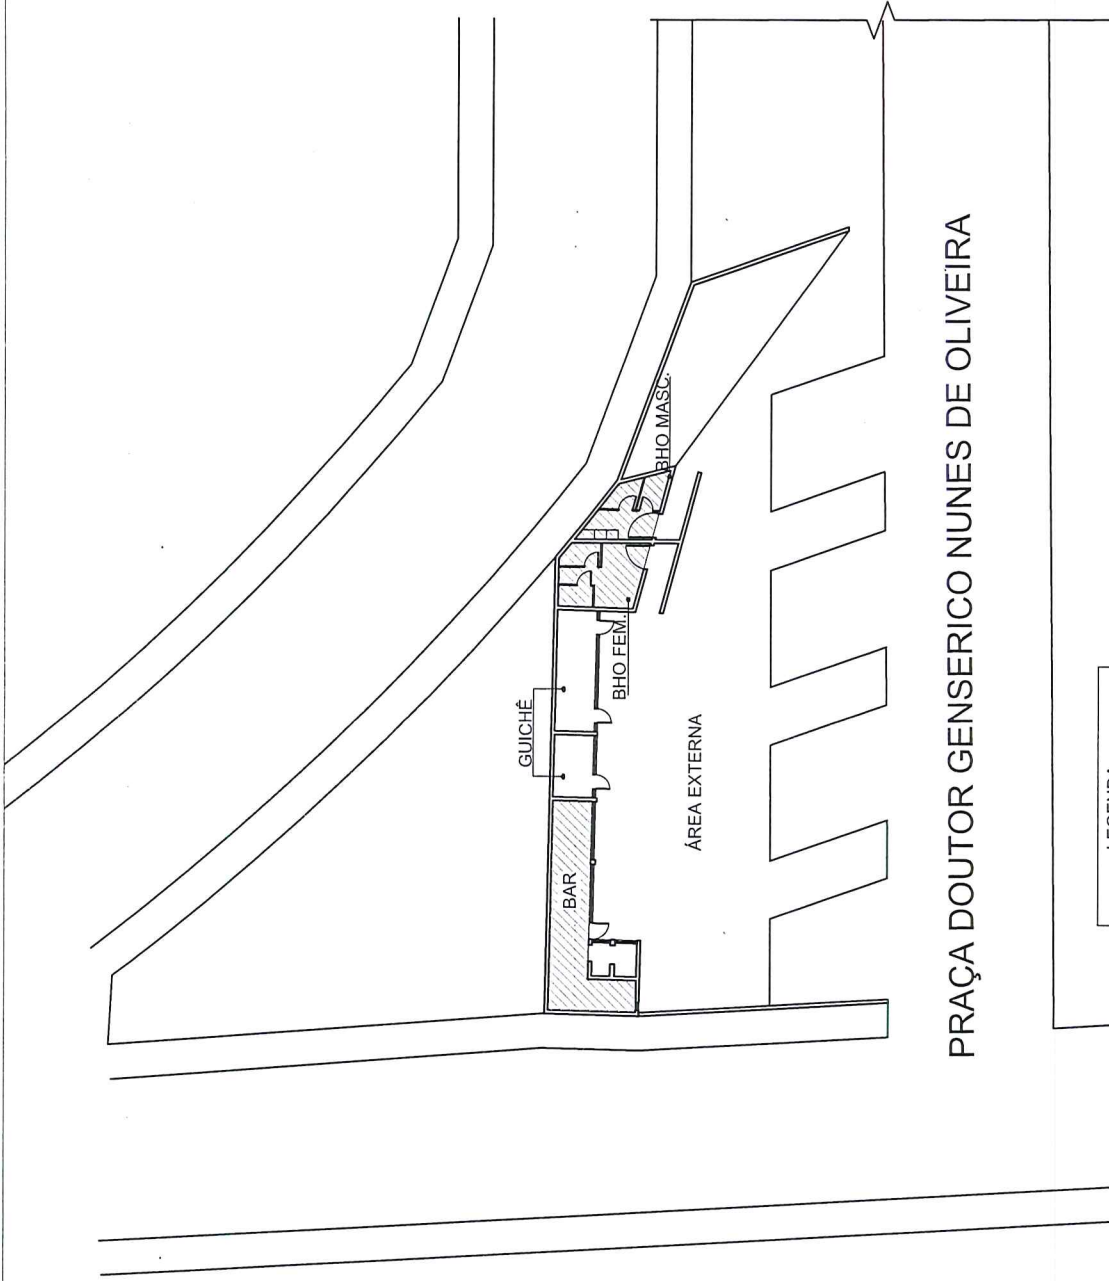 GUICHÊ
BHO MASC.
BHO FEM.
BAR
ÁREA EXTERNA
PRAÇA DOUTOR GENSERICO NUNES DE OLIVEIRA